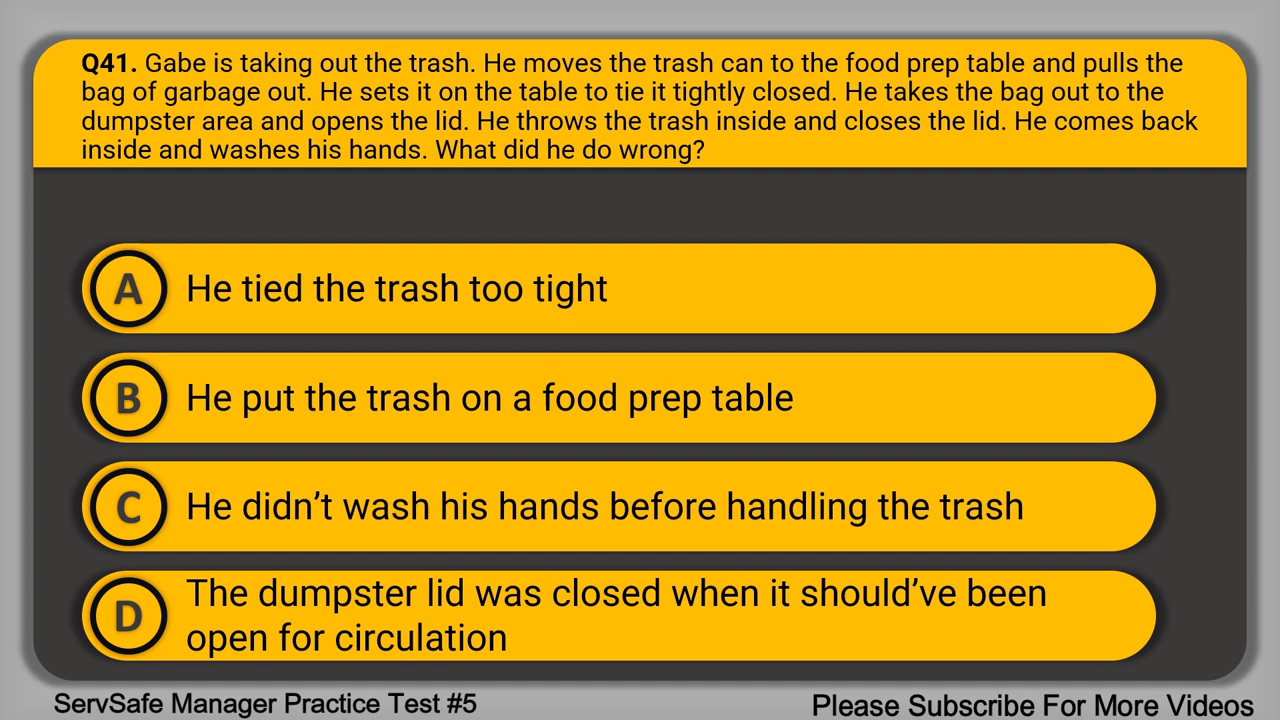 Q41. Gabe is taking out the trash. He moves the trash can to the food prep table and pulls the
bag of garbage out. He sets it on the table to tie it tightly closed. He takes the bag out to the
dumpster area and opens the lid. He throws the trash inside and closes the lid. He comes back
inside and washes his hands. What did he do wrong?
A He tied the trash too tight
B He put the trash on a food prep table
C He didn’t wash his hands before handling the trash
D The dumpster lid was closed when it should’ve been
open for circulation
ServSafe Manager Practice Test #5
Please Subscribe For More Videos